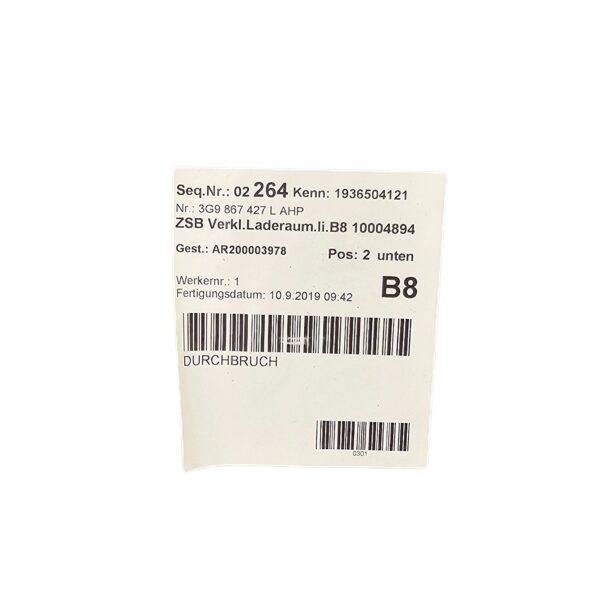 Seq.Nr.: 02 264 Kenn: 1936504121
Nr.: 3G9 867 427 L AHP
ZSB Verkl.Laderaum.li.B8 10004894
Gest.: AR200003978 Pos: 2 unten
Werkernr.: 1
Fertigungsdatum: 10.9.2019 09:42 B8
DURCHBRUCH
0301